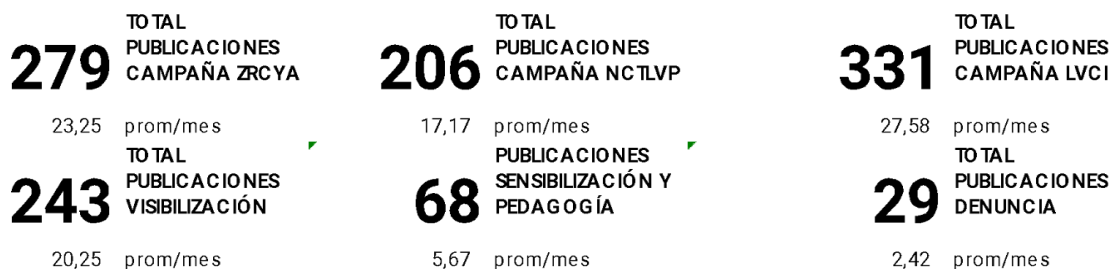 279 TOTAL PUBLICACIONES CAMPAÑA ZRCYA
23,25 prom/mes
206 TOTAL PUBLICACIONES CAMPAÑA NCTLVP
17,17 prom/mes
331 TOTAL PUBLICACIONES CAMPAÑA LVCI
27,58 prom/mes
243 TOTAL PUBLICACIONES VISIBILIZACIÓN
20,25 prom/mes
68 PUBLICACIONES SENSIBILIZACIÓN Y PEDAGOGÍA
5,67 prom/mes
29 TOTAL PUBLICACIONES DENUNCIA
2,42 prom/mes